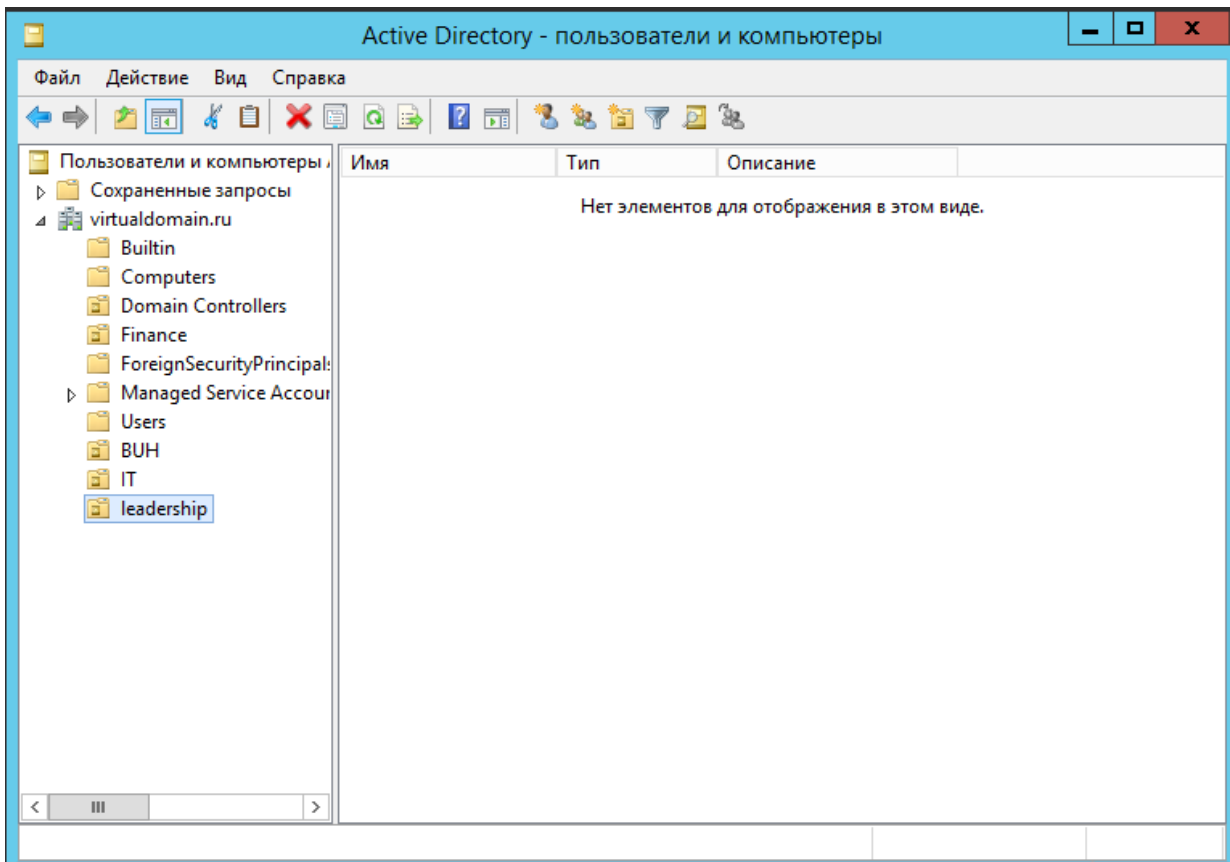 Active Directory - пользователи и компьютеры
Файл Действие Вид Справка
Пользователи и компьютеры
Имя Тип Описание
Сохраненные запросы
Нет элементов для отображения в этом виде.
virtualdomain.ru
Builtin
Computers
Domain Controllers
Finance
ForeignSecurityPrincipals
Managed Service Accour
Users
BUH
IT
leadership